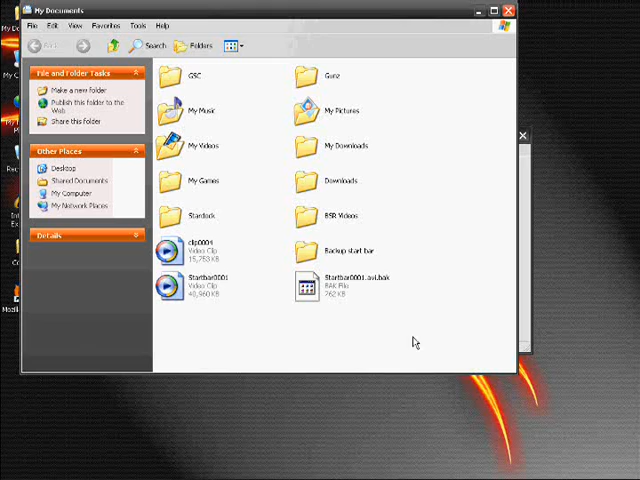 My Documents
File Edit View Favorites Tools Help
Search Folders
File and Folder Tasks
Make a new folder
Publish this folder to the
Web
Share this folder
Other Places
Desktop
Shared Documents
My Computer
My Network Places
Details
GSC
Gunz
My Music
My Pictures
My Videos
My Downloads
My Games
Downloads
Stardock
BSR Videos
clip0004
Video Clip
15,753 KB
Backup start bar
Startbar0001
Video Clip
Startbar0001.avi.bak
BAK File
762 KB